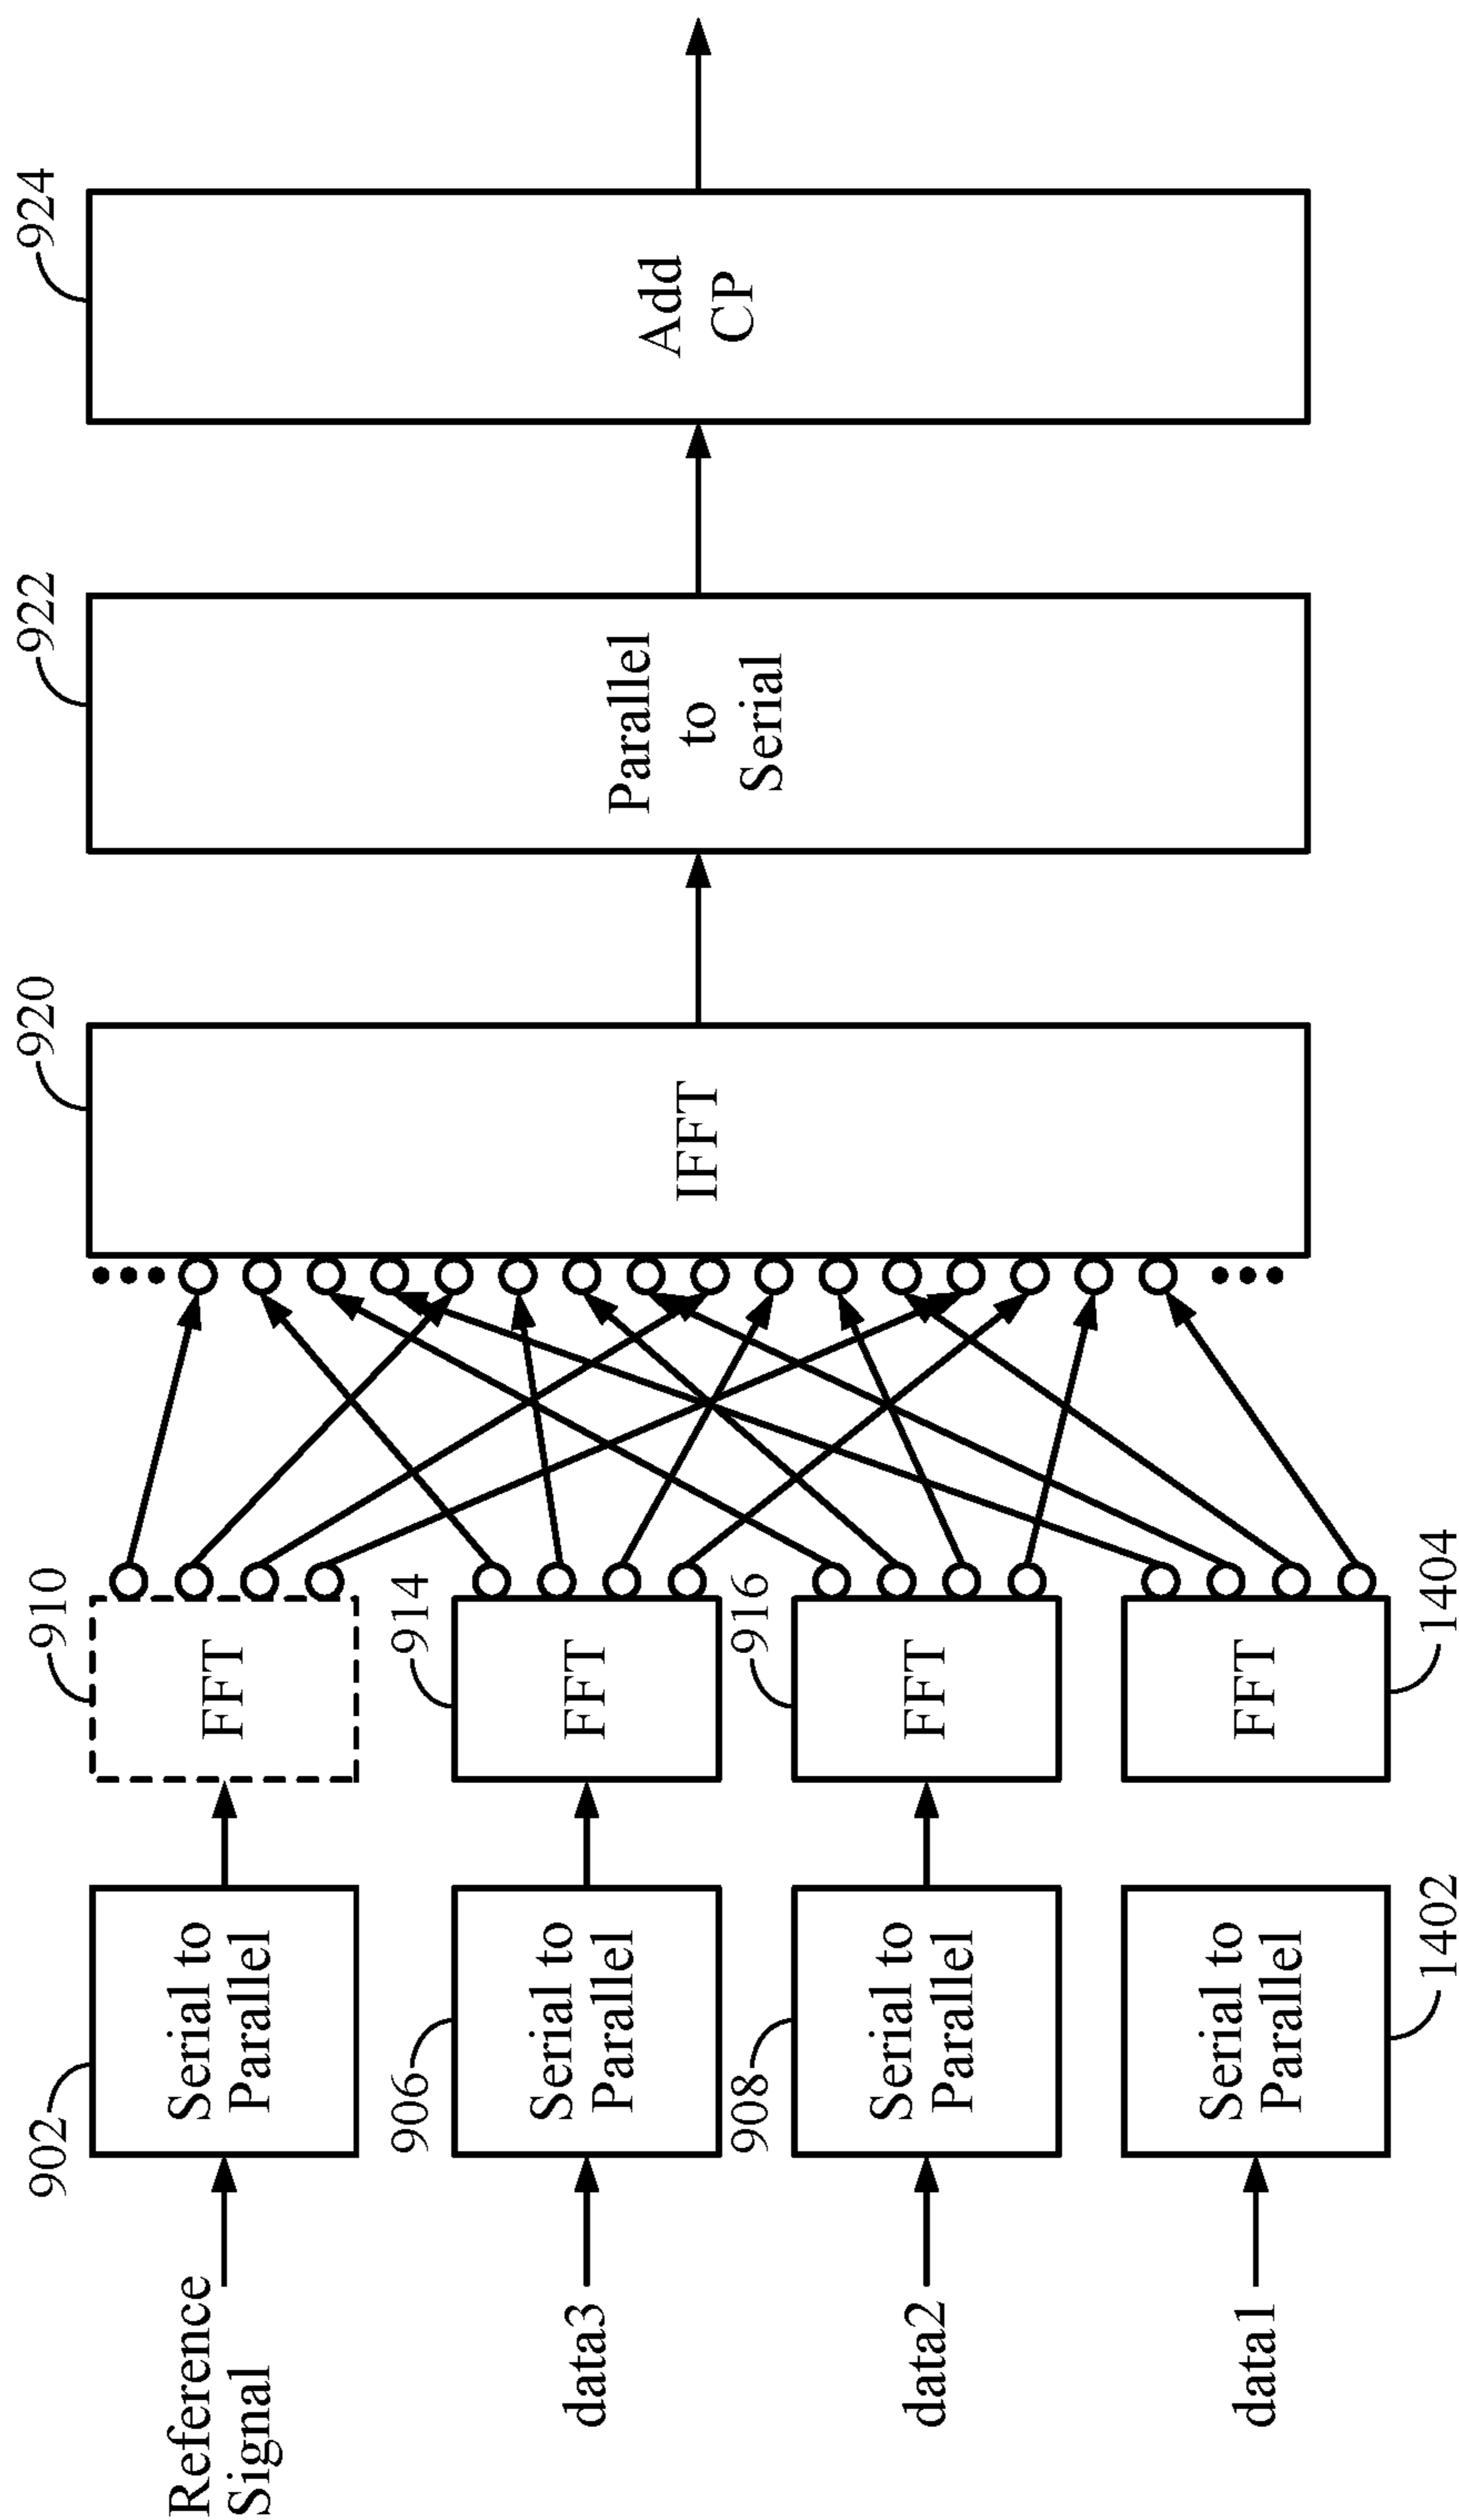 Reference
Signal
902
Serial to
Parallel
910
FFT
data3
906
Serial to
Parallel
914
FFT
data2
908
Serial to
Parallel
916
FFT
data1
Serial to
Parallel
1402
FFT
1404
920
IFFT
922
Parallel
to
Serial
924
Add
CP